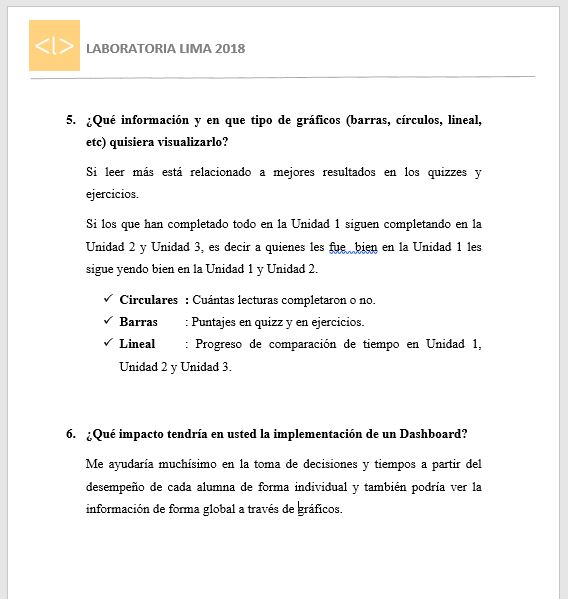 <l> LABORATORIA LIMA 2018
5. ¿Qué información y en que tipo de gráficos (barras, círculos, lineal,
etc) quisiera visualizarlo?
Si leer más está relacionado a mejores resultados en los quizzes y
ejercicios.
Si los que han completado todo en la Unidad 1 siguen completando en la
Unidad 2 y Unidad 3, es decir a quienes les fue bien en la Unidad 1 les
sigue yendo bien en la Unidad 1 y Unidad 2.
✓ Circulares : Cuántas lecturas completaron o no.
✓ Barras : Puntajes en quizz y en ejercicios.
✓ Lineal : Progreso de comparación de tiempo en Unidad 1,
Unidad 2 y Unidad 3.
6. ¿Qué impacto tendría en usted la implementación de un Dashboard?
Me ayudaría muchísimo en la toma de decisiones y tiempos a partir del
desempeño de cada alumna de forma individual y también podría ver la
información de forma global a través de gráficos.